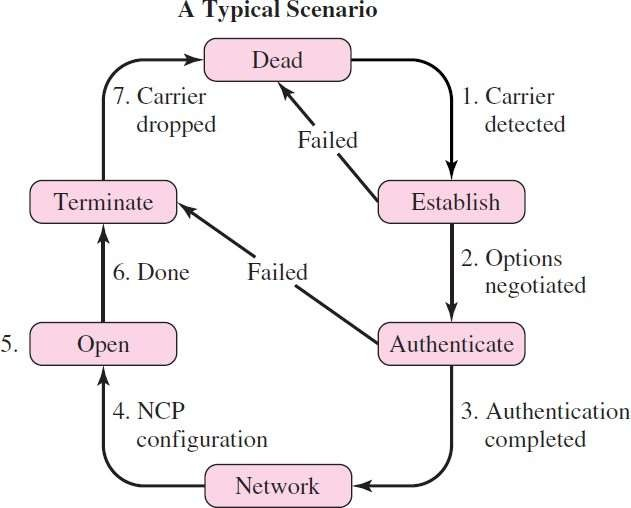 A Typical Scenario
Dead
7. Carrier
dropped
1. Carrier
detected
Failed
Terminate
Establish
6. Done
Failed
2. Options
negotiated
5.
Open
Authenticate
4. NCP
configuration
3. Authentication
completed
Network